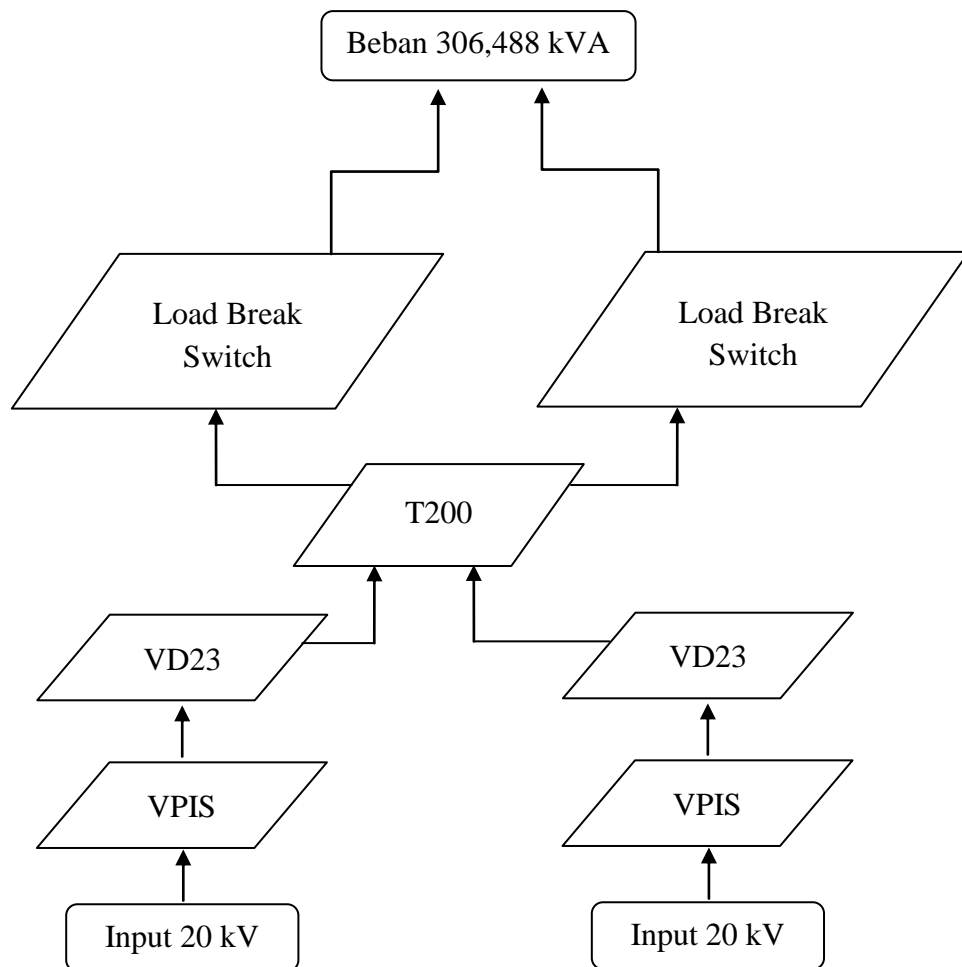 Beban 306,488 kVA
Load Break
Switch
Load Break
Switch
T200
VD23
VD23
VPIS
VPIS
Input 20 kV
Input 20 kV